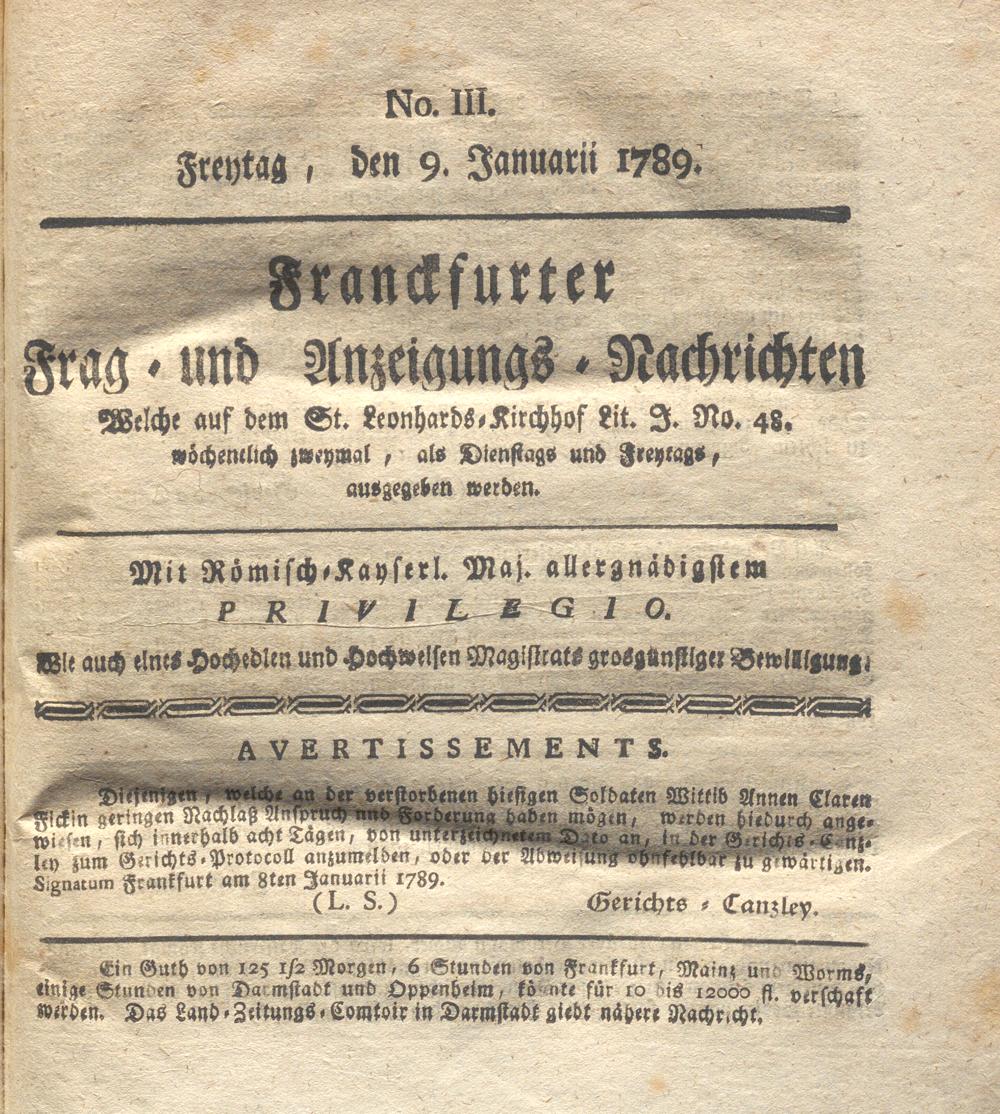 No. III.
Freytag, den 9. Januarii 1789.
Franckfurter
Frag-und Anzeigungs-Nachrichten
Welche auf dem St. Leonhards-Kirchhof Lit. J. No. 48.
wöchentlich zweymal, als Dienstags und Freytags,
ausgegeben werden.
Mit Römisch-Kayserl. Maj. allergnädigstem
PRIVILEGIO.
Wie auch eines Hochedlen und Hochweisen Magistrats grosgünstiger Bewilligung.
AVERTISSEMENTS.
Diejenigen, welche an der verstorbenen hiesigen Soldaten Wittib Annen Claren
Fickin geringen Nachlaß Anspruch und Forderung haben mögen, werden hiedurch ange-
wiesen, sich innerhalb acht Tägen, von unterzeichnetem Dato an, in der Gerichts-Canz-
ley zum Gerichts-Protocoll anzumelden, oder der Abweisung ohnfehlbar zu gewärtigen.
Signatum Frankfurt am 8ten Januarii 1789.
(L. S.) Gerichts-Canzley.
Ein Guth von 125 1/2 Morgen, 6 Stunden von Frankfurt, Mainz und Worms,
einige Stunden von Darmstadt und Oppenheim, könnte für 10 bis 12000 fl. verschaft
werden. Das Land-Zeitungs-Comtoir in Darmstadt giebt nähere Nachricht.